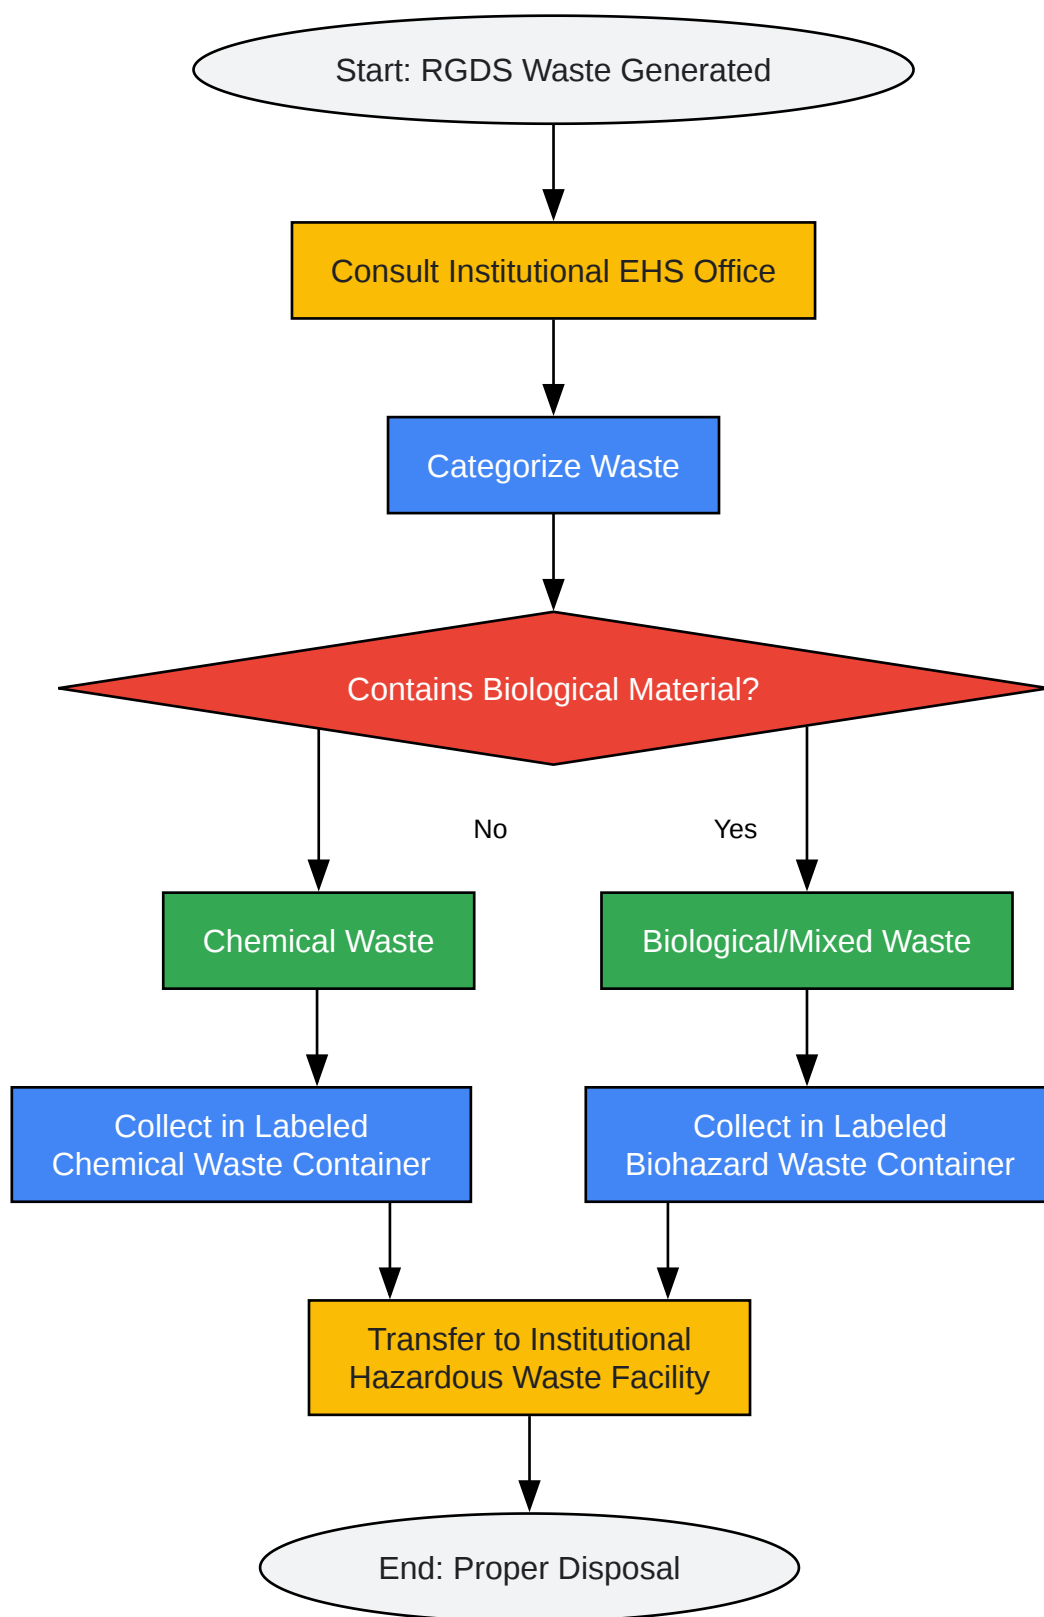 Start: RGDS Waste Generated
Consult Institutional EHS Office
Categorize Waste
Contains Biological Material?
No
Yes
Chemical Waste
Biological/Mixed Waste
Collect in Labeled
Chemical Waste Container
Collect in Labeled
Biohazard Waste Container
Transfer to Institutional
Hazardous Waste Facility
End: Proper Disposal